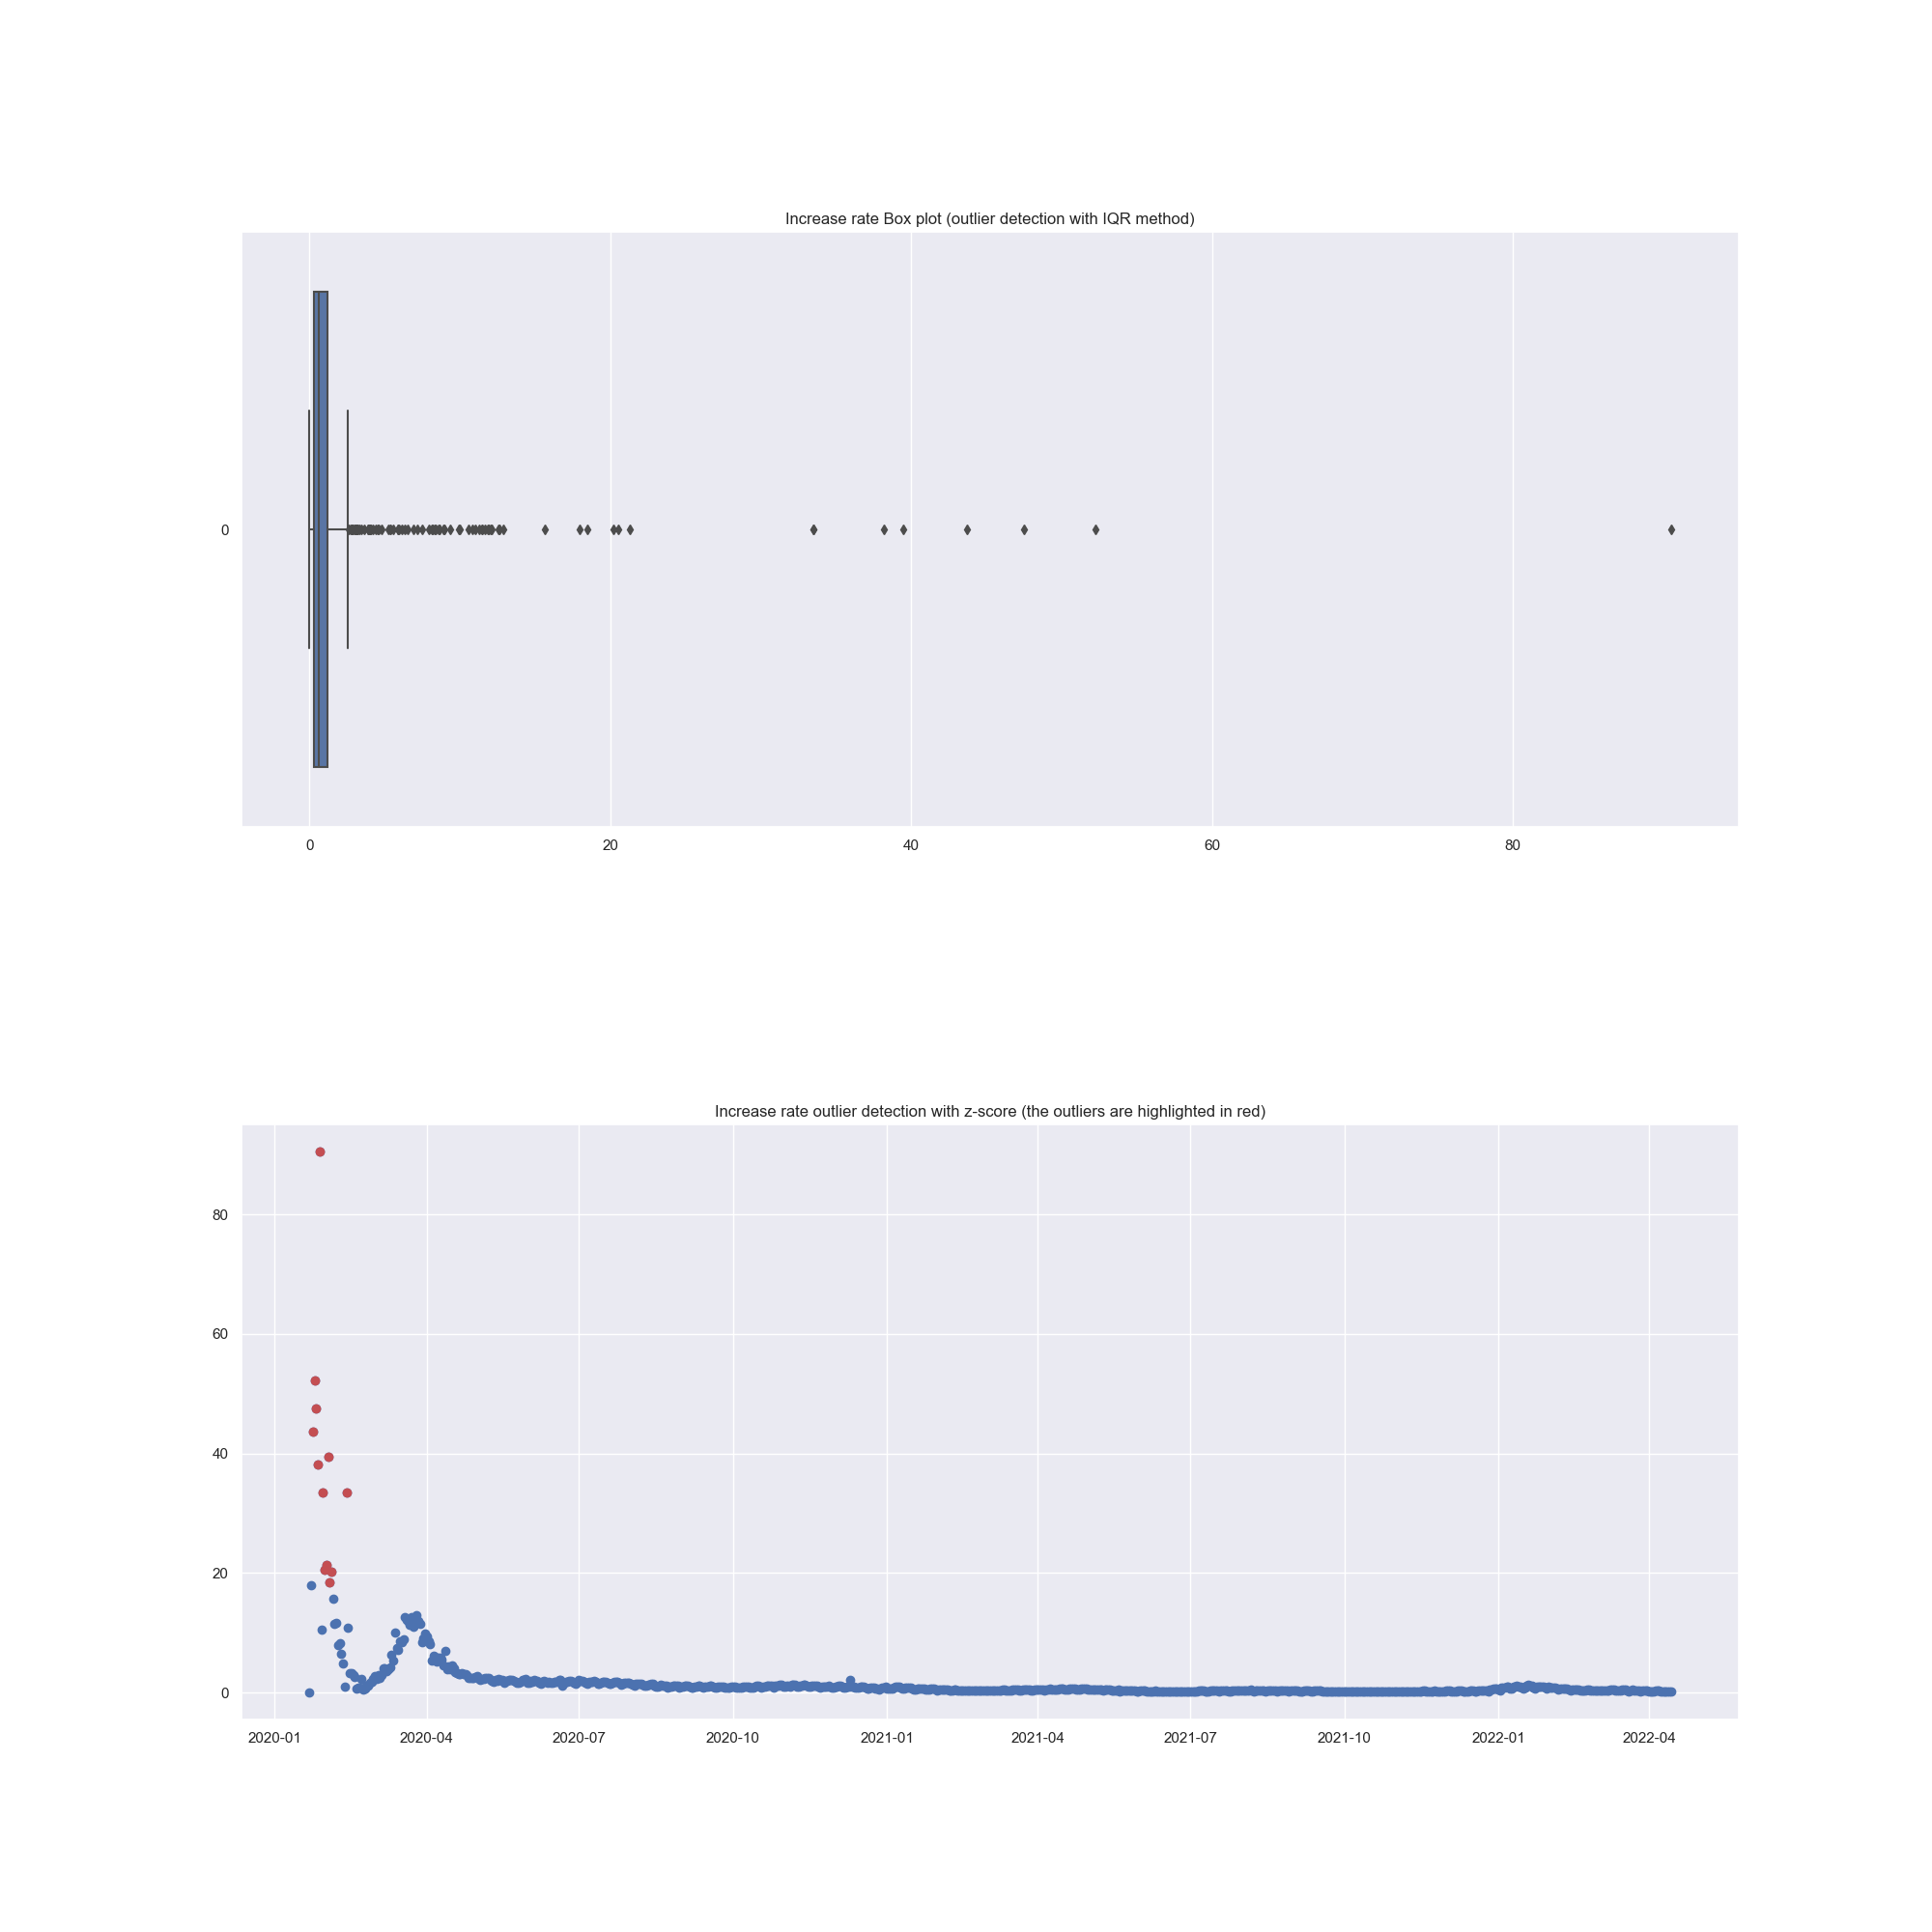 Increase rate Box plot (outlier detection with IQR method)
0
0 20 40 60 80
Increase rate outlier detection with z-score (the outliers are highlighted in red)
80
60
40
20
0
2020-01 2020-04 2020-07 2020-10 2021-01 2021-04 2021-07 2021-10 2022-01 2022-04